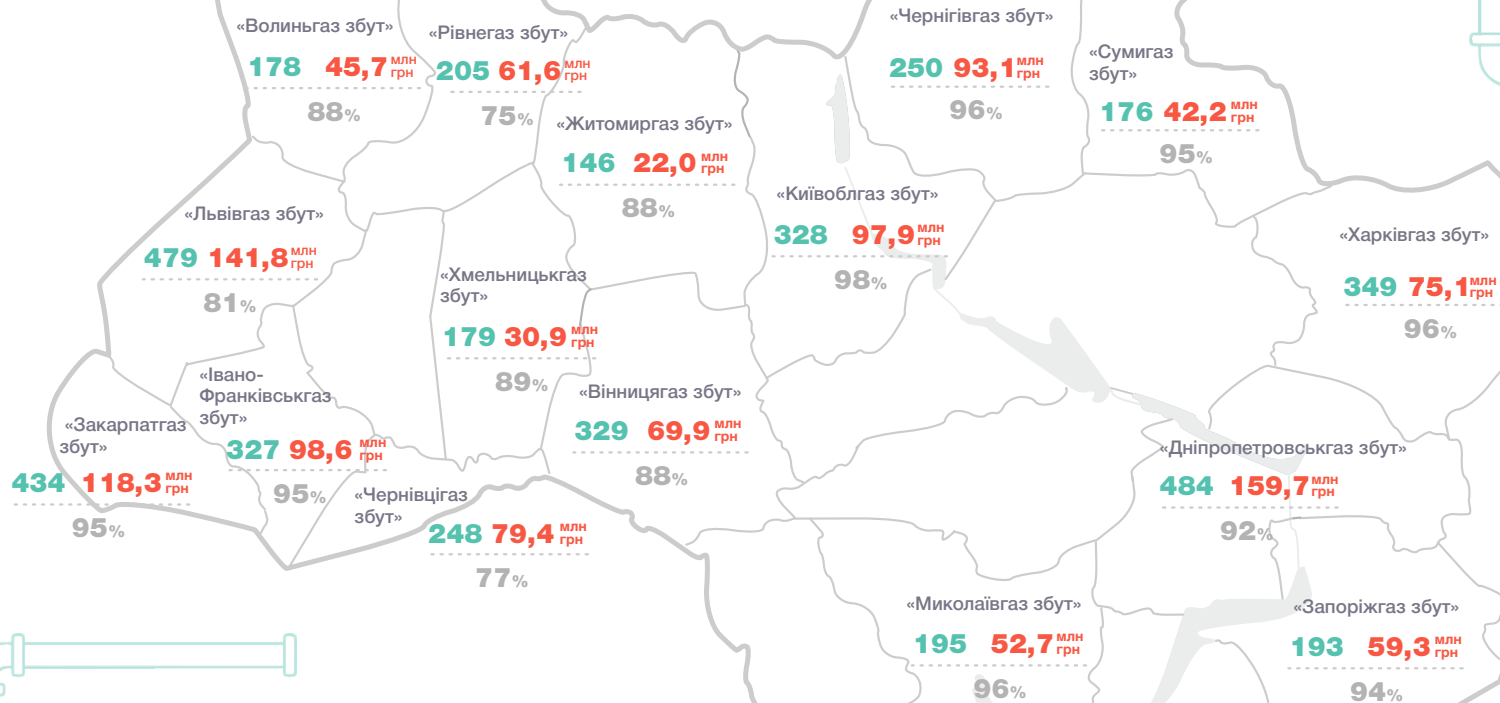 «Волиньгаз збут»
178 45,7 млн грн
88%
«Рівнегаз збут»
205 61,6 млн грн
75%
«Житомиргаз збут»
146 22,0 млн грн
88%
«Чернігівгаз збут»
250 93,1 млн грн
96%
«Сумигаз
збут»
176 42,2 млн грн
95%
«Львівгаз збут»
479 141,8 млн грн
81%
«Хмельницькгаз
збут»
179 30,9 млн грн
89%
«Київоблгаз збут»
328 97,9 млн грн
98%
«Харківгаз збут»
349 75,1 млн грн
96%
«Закарпатгаз
збут»
434 118,3 млн грн
95%
«Івано-
Франківськгаз
збут»
327 98,6 млн грн
95%
«Чернівцігаз
збут»
248 79,4 млн грн
77%
«Вінницягаз збут»
329 69,9 млн грн
88%
«Дніпропетровськгаз збут»
484 159,7 млн грн
92%
«Миколаївгаз збут»
195 52,7 млн грн
96%
«Запоріжгаз збут»
193 59,3 млн грн
94%